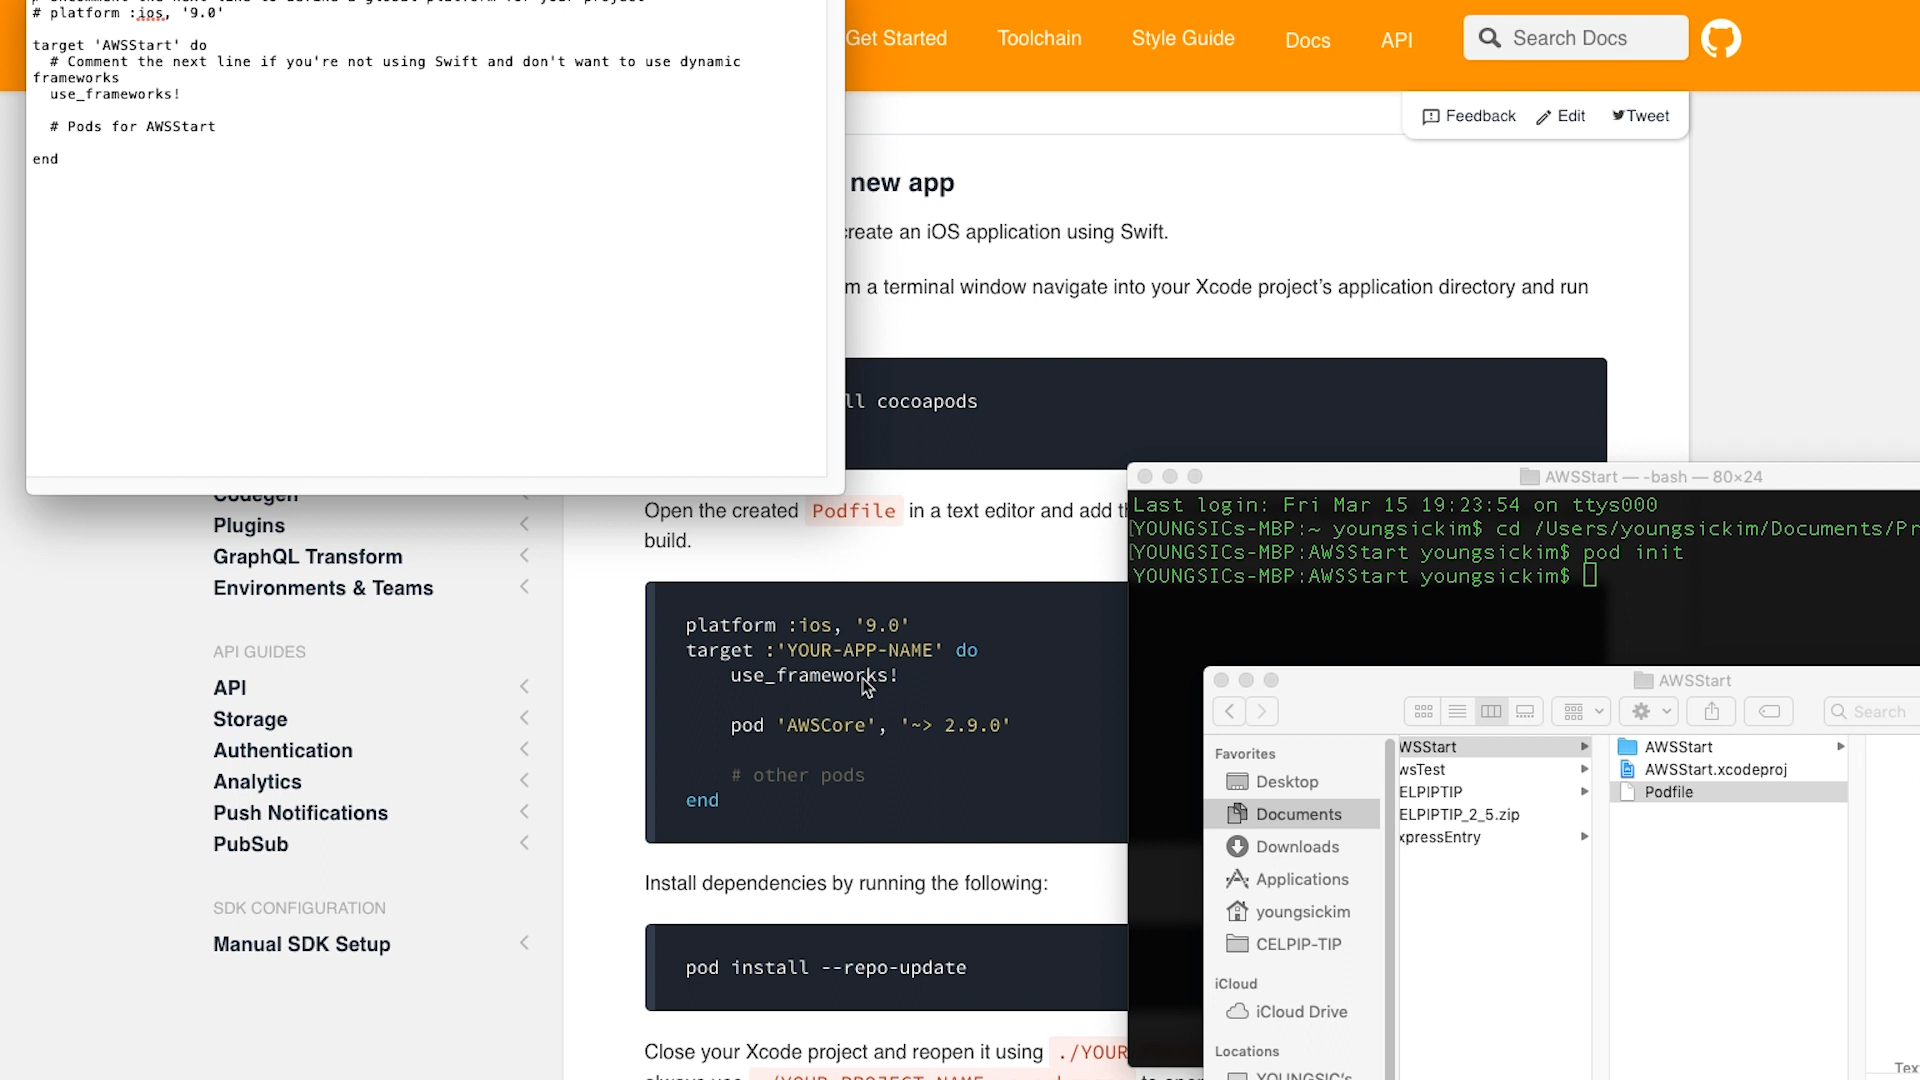 # platform :ios, '9.0'
target 'AWSStart' do
# Comment the next line if you're not using Swift and don't want to use dynamic
frameworks
use_frameworks!
# Pods for AWSStart
end
Get Started
Toolchain
Style Guide
Docs
API
Search Docs
Feedback
Edit
Tweet
new app
create an iOS application using Swift.
m a terminal window navigate into your Xcode project's application directory and run
ll cocoapods
Codegen
Plugins
GraphQL Transform
Environments & Teams
API GUIDES
API
Storage
Authentication
Analytics
Push Notifications
PubSub
SDK CONFIGURATION
Manual SDK Setup
Open the created Podfile in a text editor and add th
build.
platform :ios, '9.0'
target :'YOUR-APP-NAME' do
use_frameworks!
pod 'AWSCore', '~> 2.9.0'
# other pods
end
Install dependencies by running the following:
pod install --repo-update
Close your Xcode project and reopen it using ./YOUR
AWSStart — -bash — 80×24
Last login: Fri Mar 15 19:23:54 on ttys000
[YOUNGSICs-MBP:~ youngsickim$ cd /Users/youngsickim/Documents/Pr
[YOUNGSICs-MBP:AWSStart youngsickim$ pod init
YOUNGSICs-MBP:AWSStart youngsickim$
AWSStart
Search
Favorites
Desktop
Documents
Downloads
Applications
youngsickim
CELPIP-TIP
iCloud
iCloud Drive
Locations
YOUNGSIC's
WSStart
wsTest
ELPIPTIP
ELPIPTIP_2_5.zip
xpressEntry
AWSStart
AWSStart.xcodeproj
Podfile
Tex